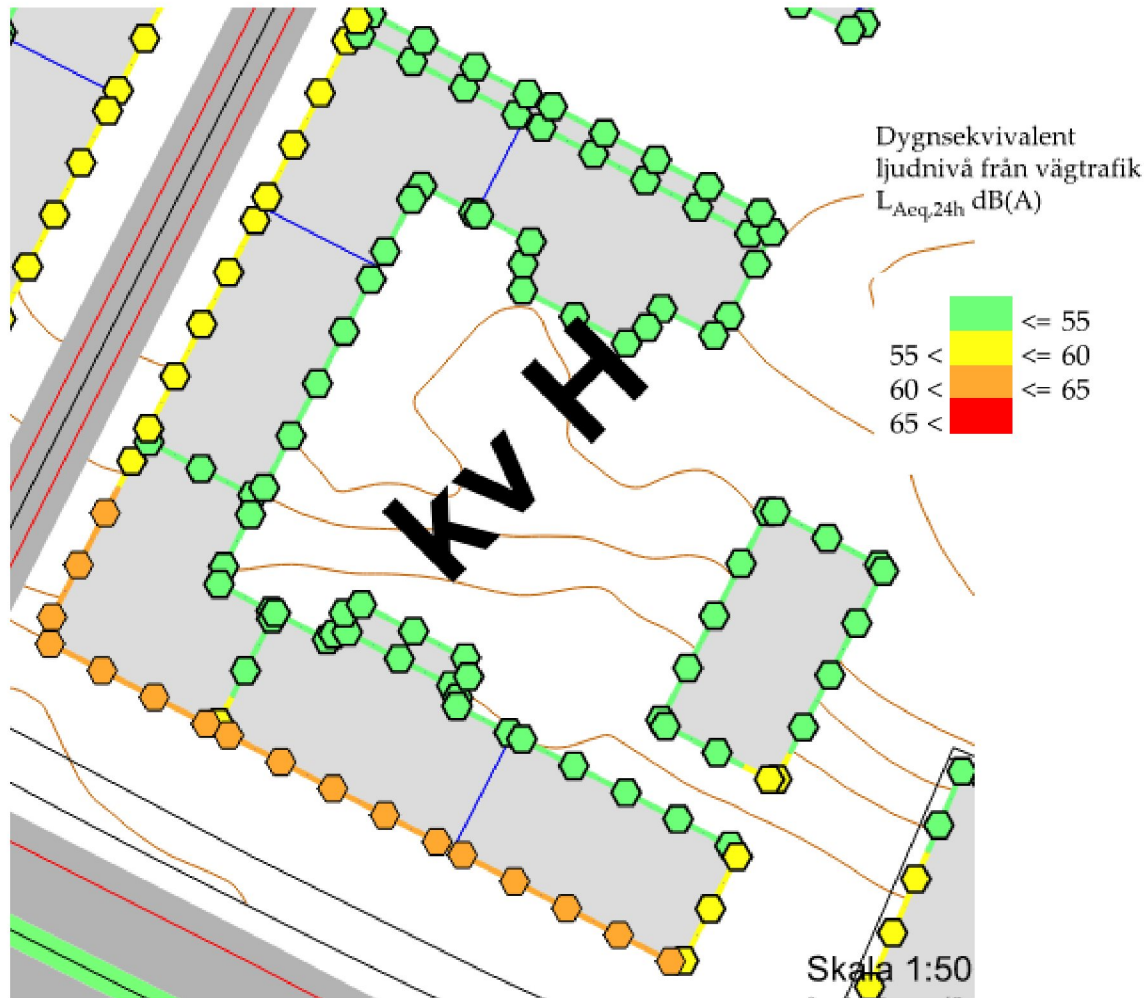 Dygnsekvivalent
ljudnivå från vägtrafik
LAeq,24h dB(A)
<= 55
55 < <= 60
60 < <= 65
65 <
kv H
Skala 1:50